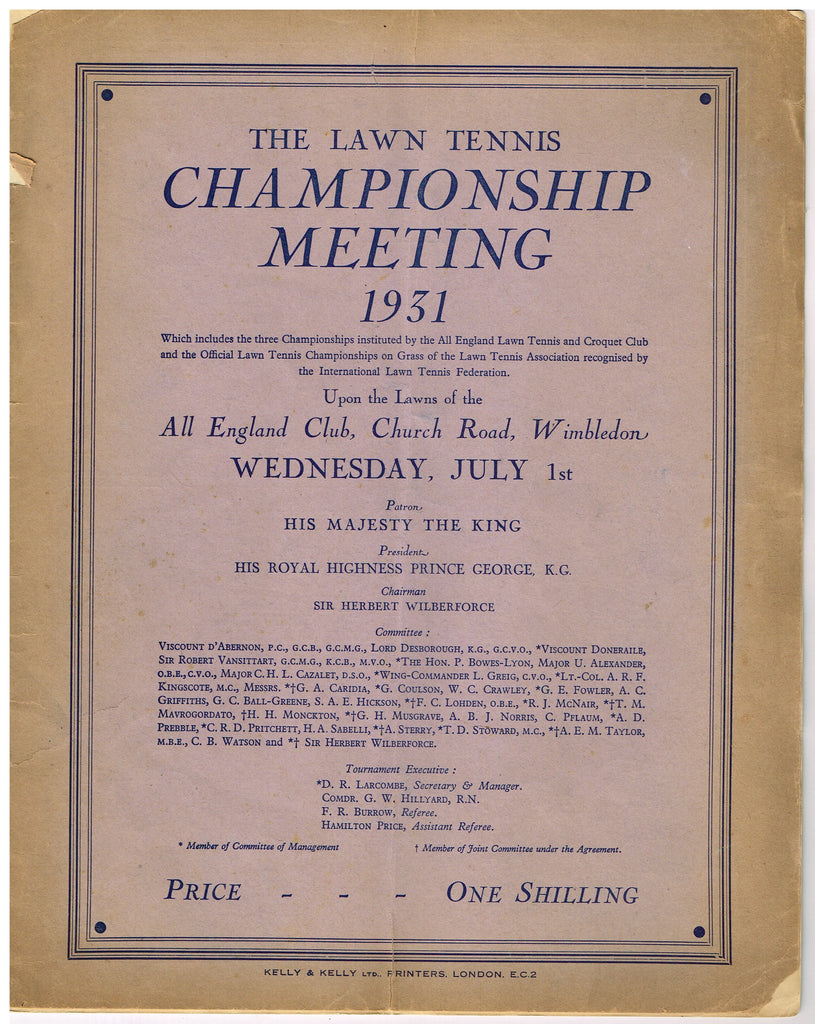 THE LAWN TENNIS
CHAMPIONSHIP
MEETING
1931
Which includes the three Championships instituted by the All England Lawn Tennis and Croquet Club
and the Official Lawn Tennis Championships on Grass of the Lawn Tennis Association recognised by
the International Lawn Tennis Federation.
Upon the Lawns of the
All England Club, Church Road, Wimbledon
WEDNESDAY, JULY 1st
Patron
HIS MAJESTY THE KING
President
HIS ROYAL HIGHNESS PRINCE GEORGE, K.G.
Chairman
SIR HERBERT WILBERFORCE
Committee :
VISCOUNT D'ABERNON, P.C., G.C.B., G.C.M.G., LORD DESBOROUGH, K.G., G.C.V.O., *VISCOUNT DONERAILE,
SIR ROBERT VANSITTART, G.C.M.G., K.C.B., M.V.O., *THE HON. P. BOWES-LYON, MAJOR U. ALEXANDER,
O.B.E., C.V.O., MAJOR C. H. L. CAZALET, D.S.O., *WING-COMMANDER L. GREIG, C.V.O., *LT.-COL. A. R. F.
KINGSCOTE, M.C., MESSRS. *†G. A. CARIDIA, *G. COULSON, W. C. CRAWLEY, *G. E. FOWLER, A. C.
GRIFFITHS, G. C. BALL-GREENE, S. A. E. HICKSON, *†F. C. LOHDEN, O.B.E., *R. J. MCNAIR, *†T. M.
MAVROGORDATO, †H. H. MONCKTON, *†G. H. MUSGRAVE, A. B. J. NORRIS, C. PFLAUM, *A. D.
PREBBLE, *C. R. D. PRITCHETT, H. A. SABELLI, *†A. STERRY, *T. D. STOWARD, M.C., *†A. E. M. TAYLOR,
M.B.E., C. B. WATSON and *† SIR HERBERT WILBERFORCE.
Tournament Executive :
*D. R. LARCOMBE, Secretary & Manager.
COMDR. G. W. HILLYARD, R.N.
F. R. BURROW, Referee.
HAMILTON PRICE, Assistant Referee.
* Member of Committee of Management † Member of Joint Committee under the Agreement.
PRICE - - - ONE SHILLING
KELLY & KELLY LTD., PRINTERS. LONDON. E.C.2